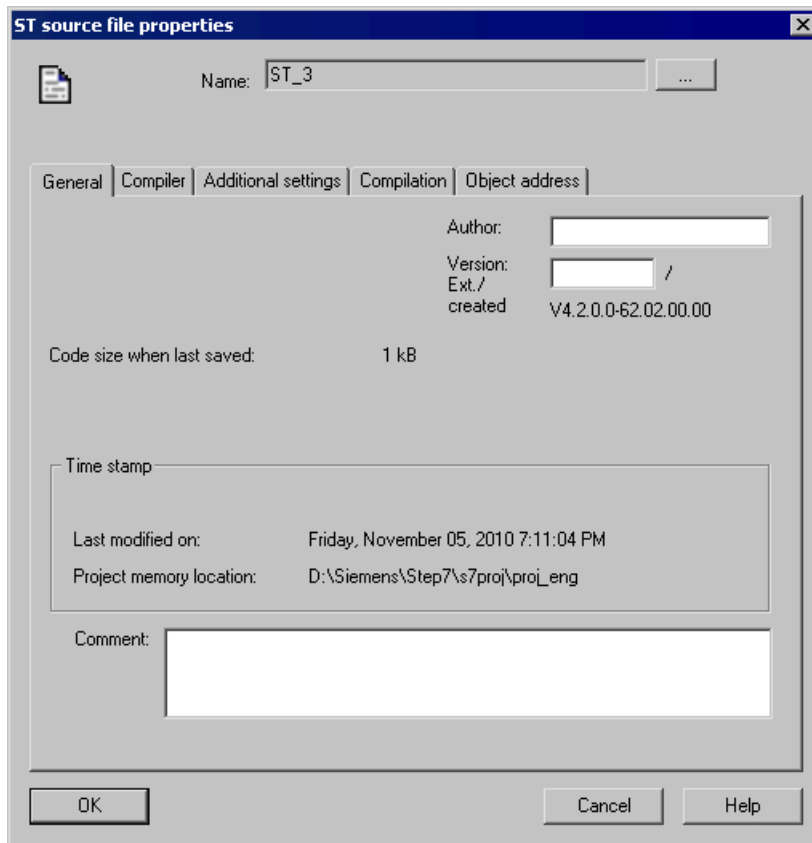 ST source file properties
Name: ST_3 ...
General Compiler Additional settings Compilation Object address
Author:
Version: /
Ext./
created V4.2.0.0-62.02.00.00
Code size when last saved: 1 kB
Time stamp
Last modified on: Friday, November 05, 2010 7:11:04 PM
Project memory location: D:\Siemens\Step7\s7proj\proj_eng
Comment:
OK Cancel Help